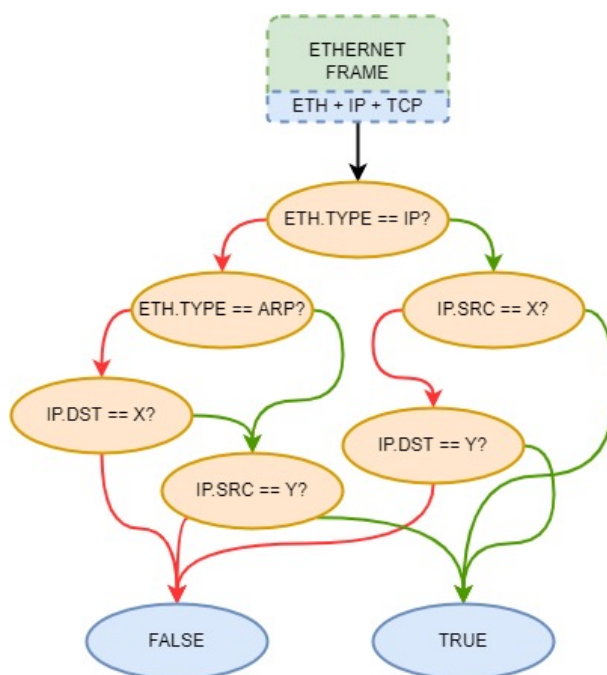 ETHERNET
FRAME
ETH + IP + TCP
ETH.TYPE == IP?
ETH.TYPE == ARP?
IP.SRC == X?
IP.DST == X?
IP.DST == Y?
IP.SRC == Y?
FALSE
TRUE